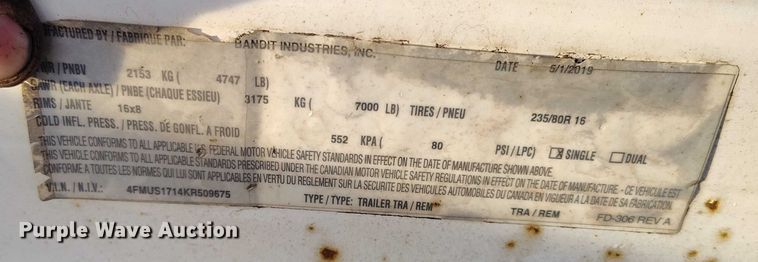 MANUFACTURED BY / FABRIQUE PAR: BANDIT INDUSTRIES, INC. DATE 5/1/2019
GVWR / PNBV 2153 KG ( 4747 LB)
GAWR (EACH AXLE) / PNBE (CHAQUE ESSIEU) 3175 KG ( 7000 LB) TIRES / PNEU 235/80R 16
RIMS / JANTE 16x8
COLD INFL. PRESS. / PRESS. DE GONFL. A FROID 552 KPA ( 80 PSI / LPC) ☒ SINGLE ☐ DUAL
THIS VEHICLE CONFORMS TO ALL APPLICABLE U.S. FEDERAL MOTOR VEHICLE SAFETY STANDARDS IN EFFECT ON THE DATE OF MANUFACTURE SHOWN ABOVE.
THIS VEHICLE CONFORMS TO ALL APPLICABLE STANDARDS PRESCRIBED UNDER THE CANADIAN MOTOR VEHICLE SAFETY REGULATIONS IN EFFECT ON THE DATE OF MANUFACTURE - CE VEHICULE EST
CONFORME A TOUTES LES NORMES QUI LUI SONT APPLICABLES EN VERTU DU REGLEMENT SUR LA SECURITE DES VEHICULES AUTOMOBILES DU CANADA EN VIGUEUR A LA DATE DE SA FABRICATION.
V.I.N. / N.I.V.: 4FMUS1714KR509675 TYPE / TYPE: TRAILER TRA / REM TRA / REM
FD-306 REV A
Purple Wave Auction